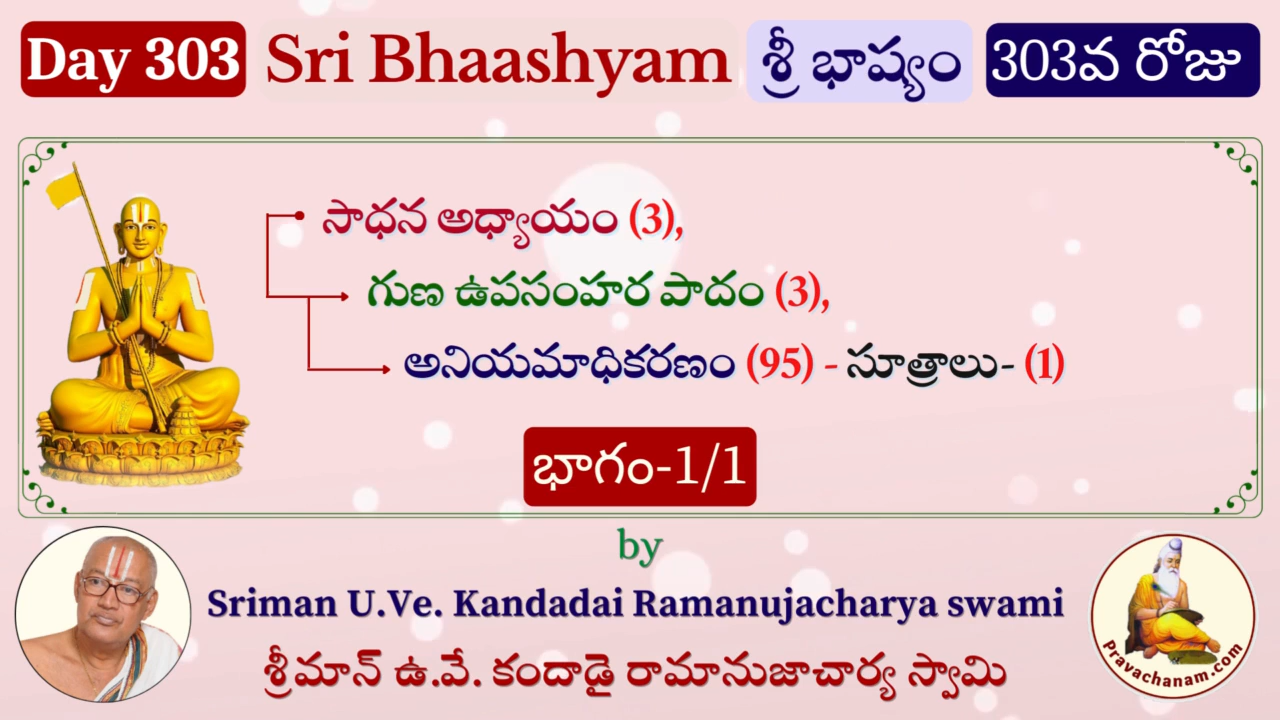 Day 303 Sri Bhaashyam శ్రీ భాష్యం 303వ రోజు
సాధన అధ్యాయం (3),
గుణ ఉపసంహర పాదం (3),
అనియమాధికరణం (95) - సూత్రాలు- (1)
భాగం-1/1
by
Sriman U.Ve. Kandadai Ramanujacharya swami
శ్రీమాన్ ఉ.వే. కందాడై రామానుజాచార్య స్వామి
Pravachanam.com